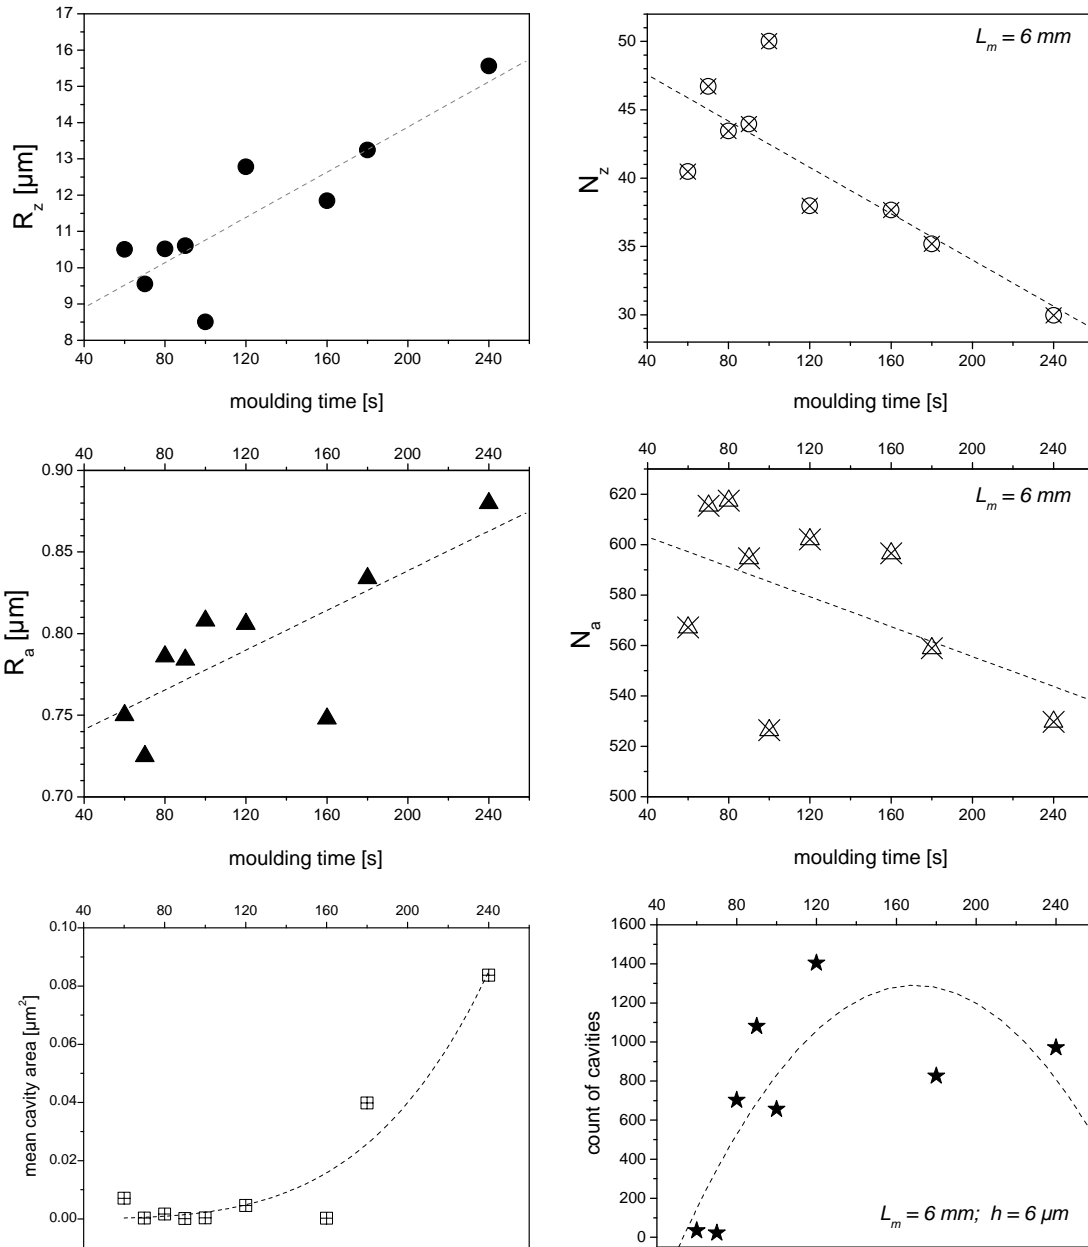 17
16
15
14
13
12
11
10
9
8
R_z [µm]
40 80 120 160 200 240
moulding time [s]
50
45
40
35
30
N_z
L_m = 6 mm
40 80 120 160 200 240
moulding time [s]
40 80 120 160 200 240
0.90
0.85
0.80
0.75
0.70
R_a [µm]
40 80 120 160 200 240
moulding time [s]
40 80 120 160 200 240
620
600
580
560
540
520
500
N_a
L_m = 6 mm
40 80 120 160 200 240
moulding time [s]
40 80 120 160 200 240
0.10
0.08
0.06
0.04
0.02
0.00
mean cavity area [µm²]
40 80 120 160 200 240
1600
1400
1200
1000
800
600
400
200
0
count of cavities
L_m = 6 mm; h = 6 µm